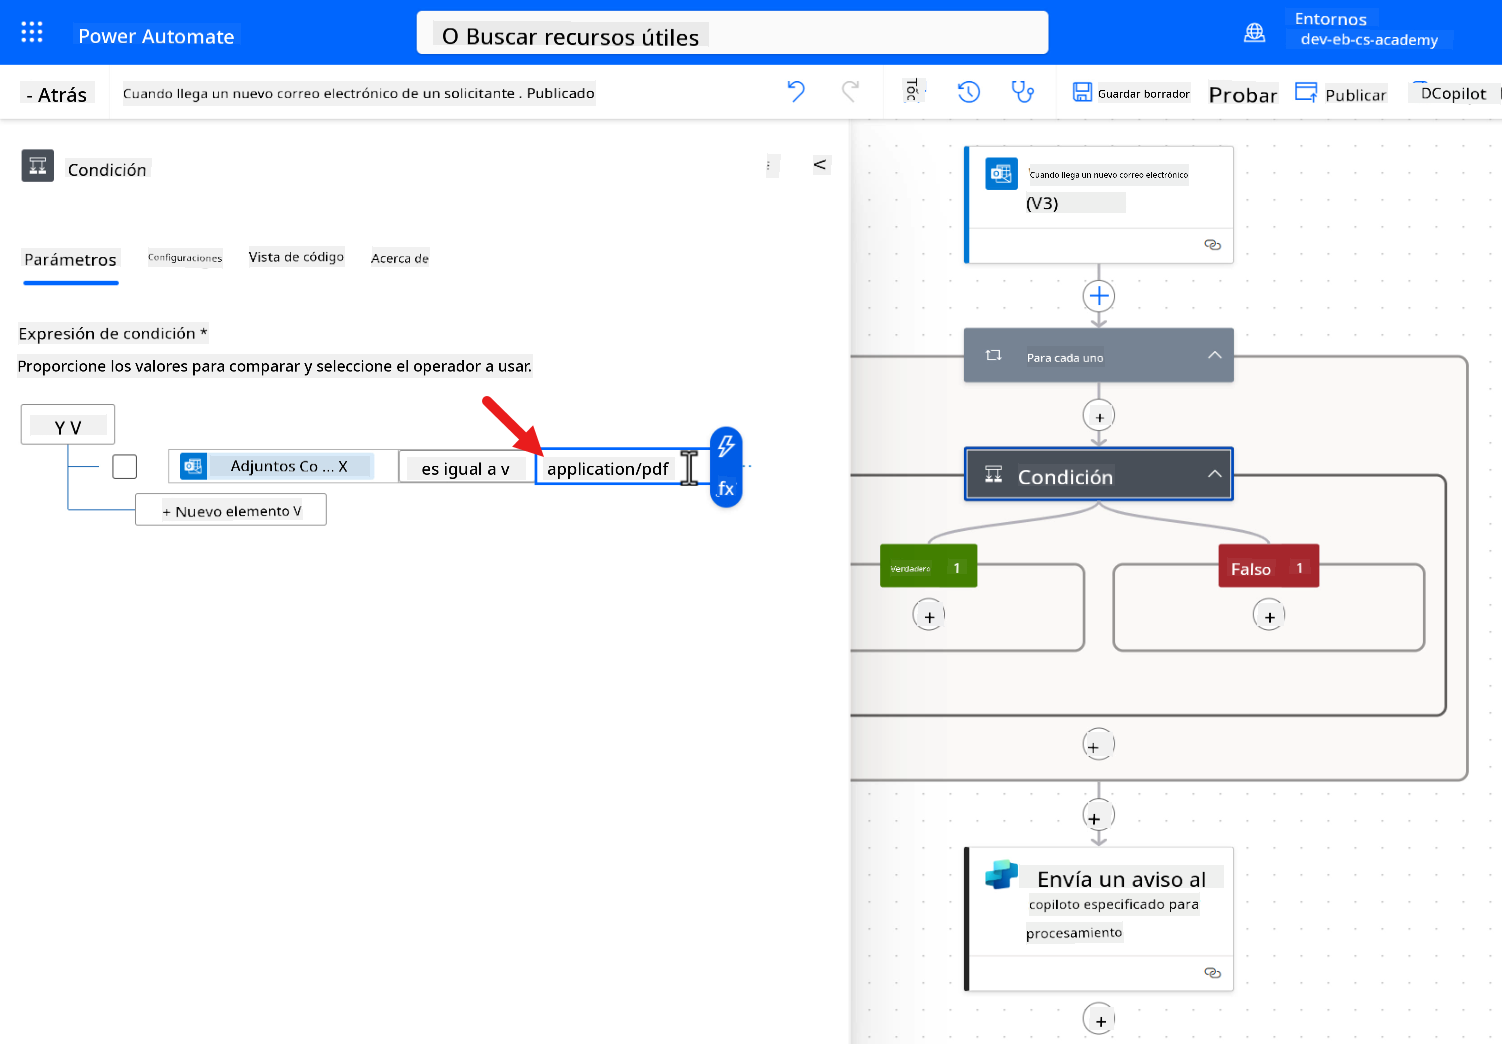 Power Automate
O Buscar recursos útiles
Entornos
dev-eb-cs-academy
- Atrás
Cuando llega un nuevo correo electrónico de un solicitante . Publicado
Guardar borrador
Probar
Publicar
DCopilot
Condición
<
Parámetros
Configuraciones
Vista de código
Acerca de
Expresión de condición *
Proporcione los valores para comparar y seleccione el operador a usar.
Y V
Adjuntos Co ... X
es igual a v
application/pdf
fx
+ Nuevo elemento V
Cuando llega un nuevo correo electrónico
(V3)
Para cada uno
+
Condición
Verdadero 1
Falso 1
+
+
+
+
Envía un aviso al
copiloto especificado para
procesamiento
+